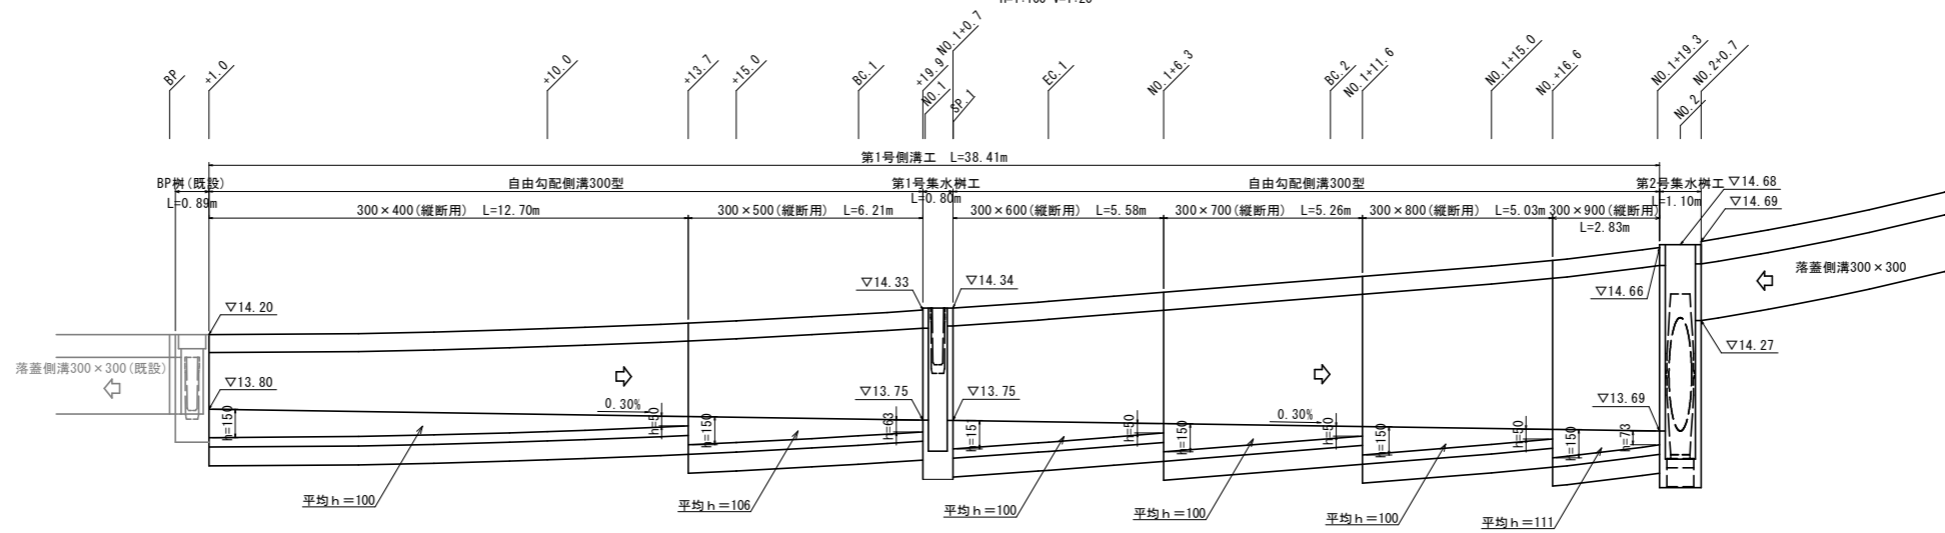 BP
+1.0
+10.0
+13.7
+15.0
BC.1
+19.9
NO.1
NO.1+0.7
SP.1
EC.1
NO.1+6.3
BC.2
NO.1+11.6
NO.1+15.0
NO.+16.6
NO.1+19.3
NO.2
NO.2+0.7
第1号側溝工 L=38.41m
BP桝(既設)
L=0.89m
自由勾配側溝300型
第1号集水桝工
L=0.80m
自由勾配側溝300型
第2号集水桝工
L=1.10m
300×400(縦断用) L=12.70m
300×500(縦断用) L=6.21m
300×600(縦断用) L=5.58m
300×700(縦断用) L=5.26m
300×800(縦断用) L=5.03m
300×900(縦断用)
L=2.83m
▽14.68
▽14.69
▽14.20
▽14.33
▽14.34
▽14.66
落蓋側溝300×300
▽14.27
落蓋側溝300×300(既設)
▽13.80
▽13.75
▽13.75
▽13.69
0.30%
0.30%
h=150
h=50
h=150
h=63
h=15
h=50
h=150
h=50
h=150
h=50
h=150
h=73
平均h=100
平均h=106
平均h=100
平均h=100
平均h=100
平均h=111